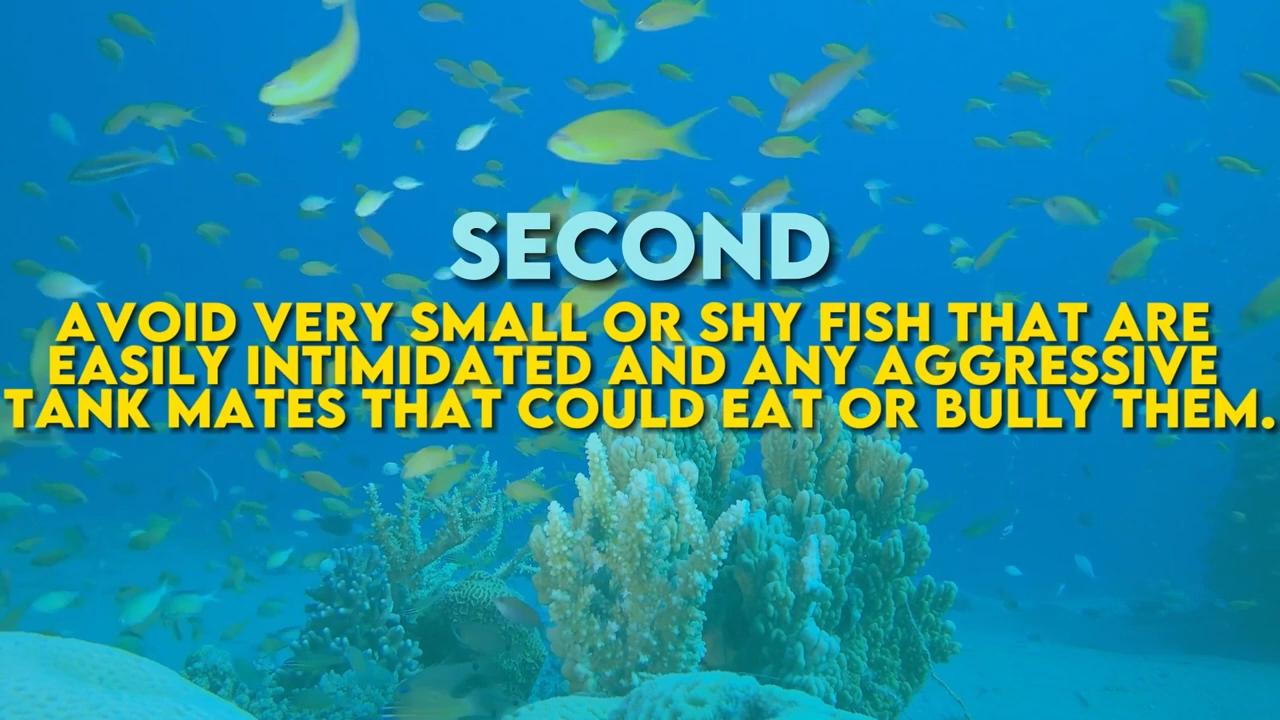 SECOND
AVOID VERY SMALL OR SHY FISH THAT ARE
EASILY INTIMIDATED AND ANY AGGRESSIVE
TANK MATES THAT COULD EAT OR BULLY THEM.